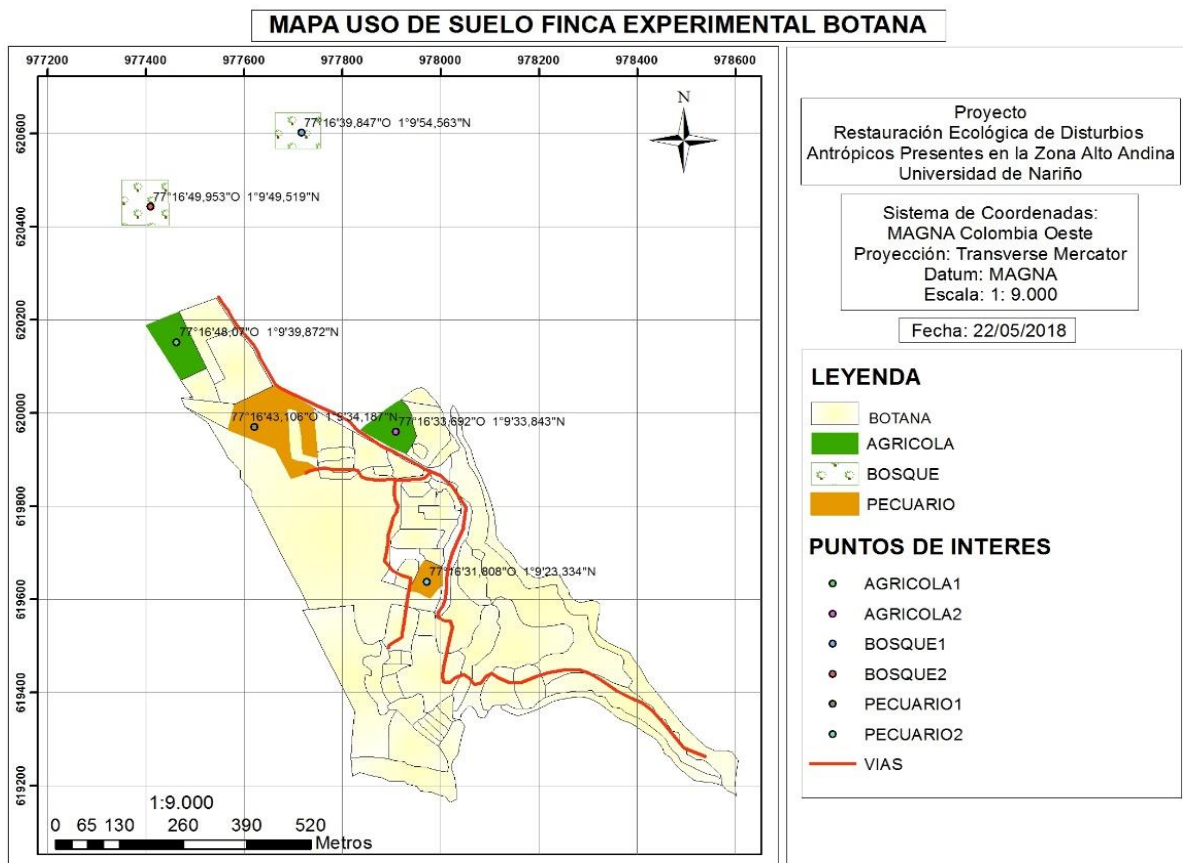 MAPA USO DE SUELO FINCA EXPERIMENTAL BOTANA
977200 977400 977600 977800 978000 978200 978400 978600
620600
620400
620200
620000
619800
619600
619400
619200
N
77°16'39,847"O 1°9'54,563"N
77°16'49,953"O 1°9'49,519"N
77°16'48,07"O 1°9'39,872"N
77°16'43,106"O 1°9'34,187"N
77°16'33,692"O 1°9'33,843"N
77°16'31,808"O 1°9'23,334"N
1:9.000
0 65 130 260 390 520
Metros
Proyecto
Restauración Ecológica de Disturbios
Antrópicos Presentes en la Zona Alto Andina
Universidad de Nariño
Sistema de Coordenadas:
MAGNA Colombia Oeste
Proyección: Transverse Mercator
Datum: MAGNA
Escala: 1: 9.000
Fecha: 22/05/2018
LEYENDA
BOTANA
AGRICOLA
BOSQUE
PECUARIO
PUNTOS DE INTERES
AGRICOLA1
AGRICOLA2
BOSQUE1
BOSQUE2
PECUARIO1
PECUARIO2
VIAS